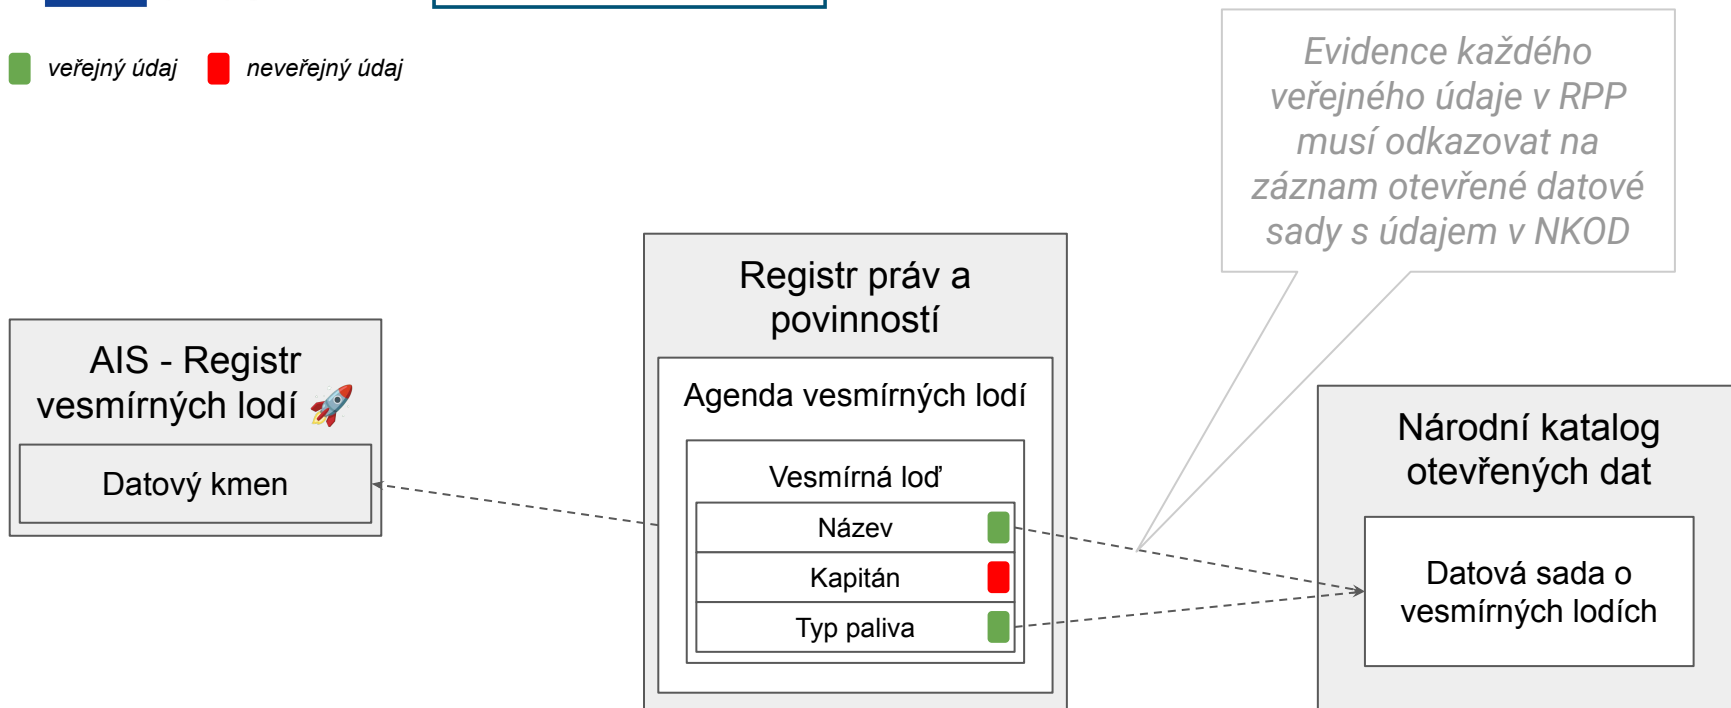 veřejný údaj
neveřejný údaj
Evidence každého
veřejného údaje v RPP
musí odkazovat na
záznam otevřené datové
sady s údajem v NKOD
AIS - Registr
vesmírných lodí
Datový kmen
Registr práv a
povinností
Agenda vesmírných lodí
Vesmírná loď
Název
Kapitán
Typ paliva
Národní katalog
otevřených dat
Datová sada o
vesmírných lodích